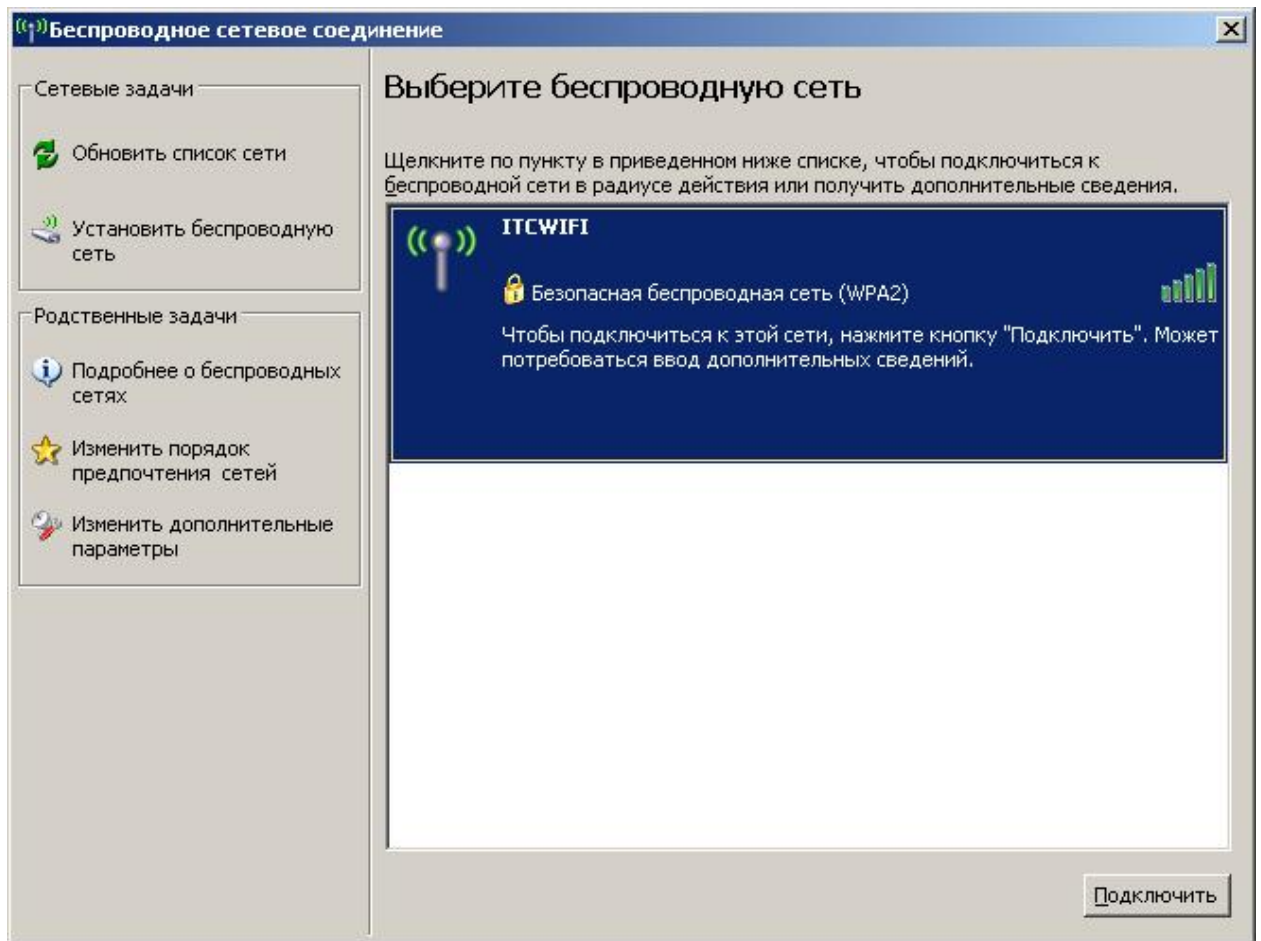 Беспроводное сетевое соединение
Сетевые задачи
Обновить список сети
Установить беспроводную
сеть
Родственные задачи
Подробнее о беспроводных
сетях
Изменить порядок
предпочтения сетей
Изменить дополнительные
параметры
Выберите беспроводную сеть
Щелкните по пункту в приведенном ниже списке, чтобы подключиться к
беспроводной сети в радиусе действия или получить дополнительные сведения.
ITCWIFI
Безопасная беспроводная сеть (WPA2)
Чтобы подключиться к этой сети, нажмите кнопку "Подключить". Может
потребоваться ввод дополнительных сведений.
Подключить